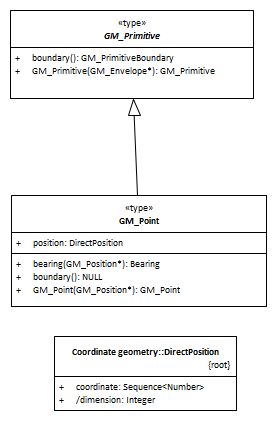 «type»
GM_Primitive
+ boundary(): GM_PrimitiveBoundary
+ GM_Primitive(GM_Envelope*): GM_Primitive
«type»
GM_Point
+ position: DirectPosition
+ bearing(GM_Position*): Bearing
+ boundary(): NULL
+ GM_Point(GM_Position*): GM_Point
Coordinate geometry::DirectPosition
{root}
+ coordinate: Sequence<Number>
+ /dimension: Integer